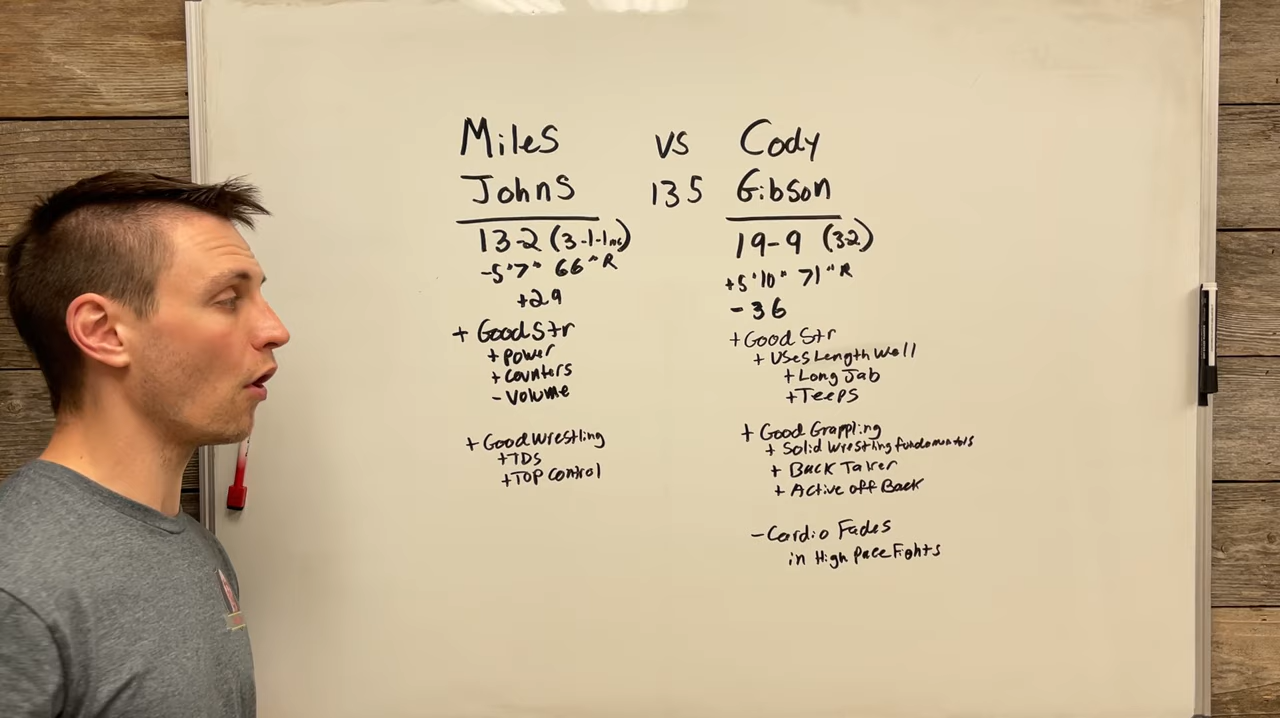 Miles vs Cody
Johns 135 Gibson
13-2 (3-1-1nc)
-5'7" 66"R
+29
+ Good Str
+ Power
+ Counters
- Volume
+ Good Wrestling
+ TDS
+ Top Control
19-9 (3-2)
+5'10" 71"R
- 36
+ Good Str
+ Uses Length Well
+ Long Jab
+ Teeps
+ Good Grappling
+ Solid Wrestling fundamentals
+ Back Taker
+ Active off Back
- Cardio Fades
in High Pace Fights